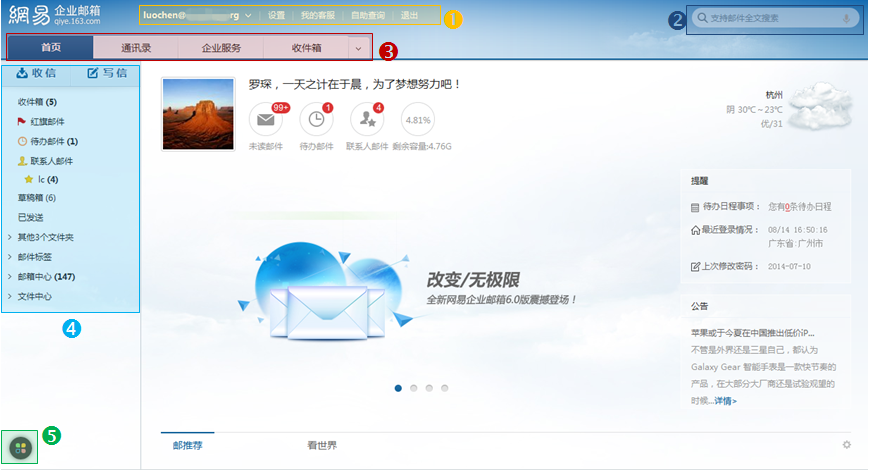 網易 企业邮箱
qiye.163.com
luochen@ rg 设置 我的客服 自助查询 退出
1
支持邮件全文搜索
2
首页 通讯录 企业服务 收件箱
3
收信 写信
收件箱 (5)
红旗邮件
待办邮件 (1)
联系人邮件
lc (4)
草稿箱 (6)
已发送
其他3个文件夹
邮件标签
邮箱中心 (147)
文件中心
4
5
罗琛，一天之计在于晨，为了梦想努力吧！
99+ 1 4 4.81%
未读邮件 待办邮件 联系人邮件 剩余容量:4.76G
杭州
阴 30℃~23℃
优/31
改变/无极限
全新网易企业邮箱6.0版震撼登场！
提醒
待办日程事项： 您有0条待办日程
最近登录情况： 08/14 16:50:16
广东省:广州市
上次修改密码： 2014-07-10
公告
苹果或于今夏在中国推出低价iP...
不管是外界还是三星自己，都认为
Galaxy Gear 智能手表是一款快节奏的
产品，在大部分大厂商还是试验观望的
时候...详情»
邮推荐 看世界